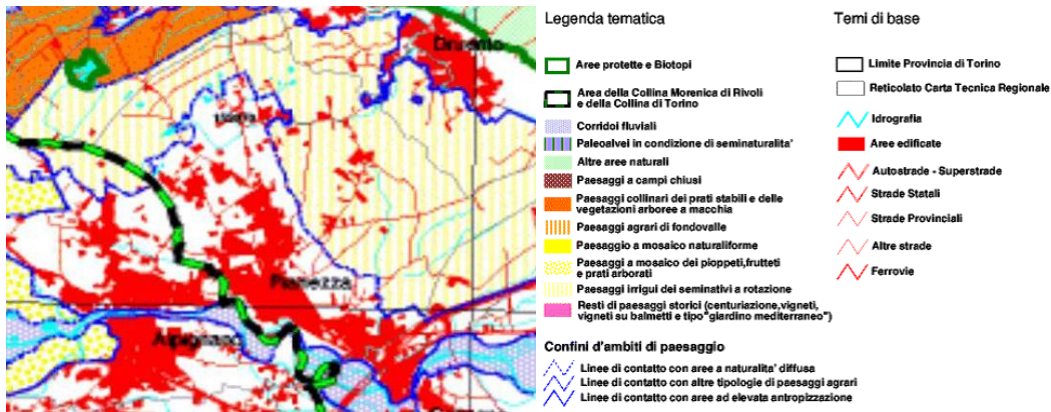 Druento
Pianezza
Alpignano
Legenda tematica
Aree protette e Biotopi
Area della Collina Morenica di Rivoli
e della Collina di Torino
Corridoi fluviali
Paleoalvei in condizione di seminaturalita'
Altre aree naturali
Paesaggi a campi chiusi
Paesaggi collinari dei prati stabili e delle
vegetazioni arboree a macchia
Paesaggi agrari di fondovalle
Paesaggio a mosaico naturaliforme
Paesaggi a mosaico dei pioppeti,frutteti
e prati arborati
Paesaggi irrigui dei seminativi a rotazione
Resti di paesaggi storici (centuriazione,vigneti,
vigneti su balmetti e tipo"giardino mediterraneo")
Confini d'ambiti di paesaggio
Linee di contatto con aree a naturalita' diffusa
Linee di contatto con altre tipologie di paesaggi agrari
Linee di contatto con aree ad elevata antropizzazione
Temi di base
Limite Provincia di Torino
Reticolato Carta Tecnica Regionale
Idrografia
Aree edificate
Autostrade - Superstrade
Strade Statali
Strade Provinciali
Altre strade
Ferrovie